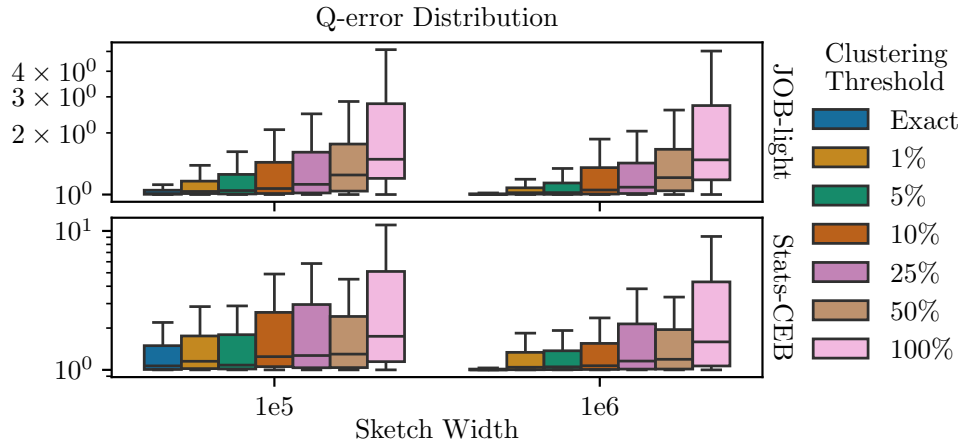 Q-error Distribution
4 × 10⁰
3 × 10⁰
2 × 10⁰
10⁰
JOB-light
10¹
10⁰
Stats-CEB
1e5
1e6
Sketch Width
Clustering
Threshold
Exact
1%
5%
10%
25%
50%
100%